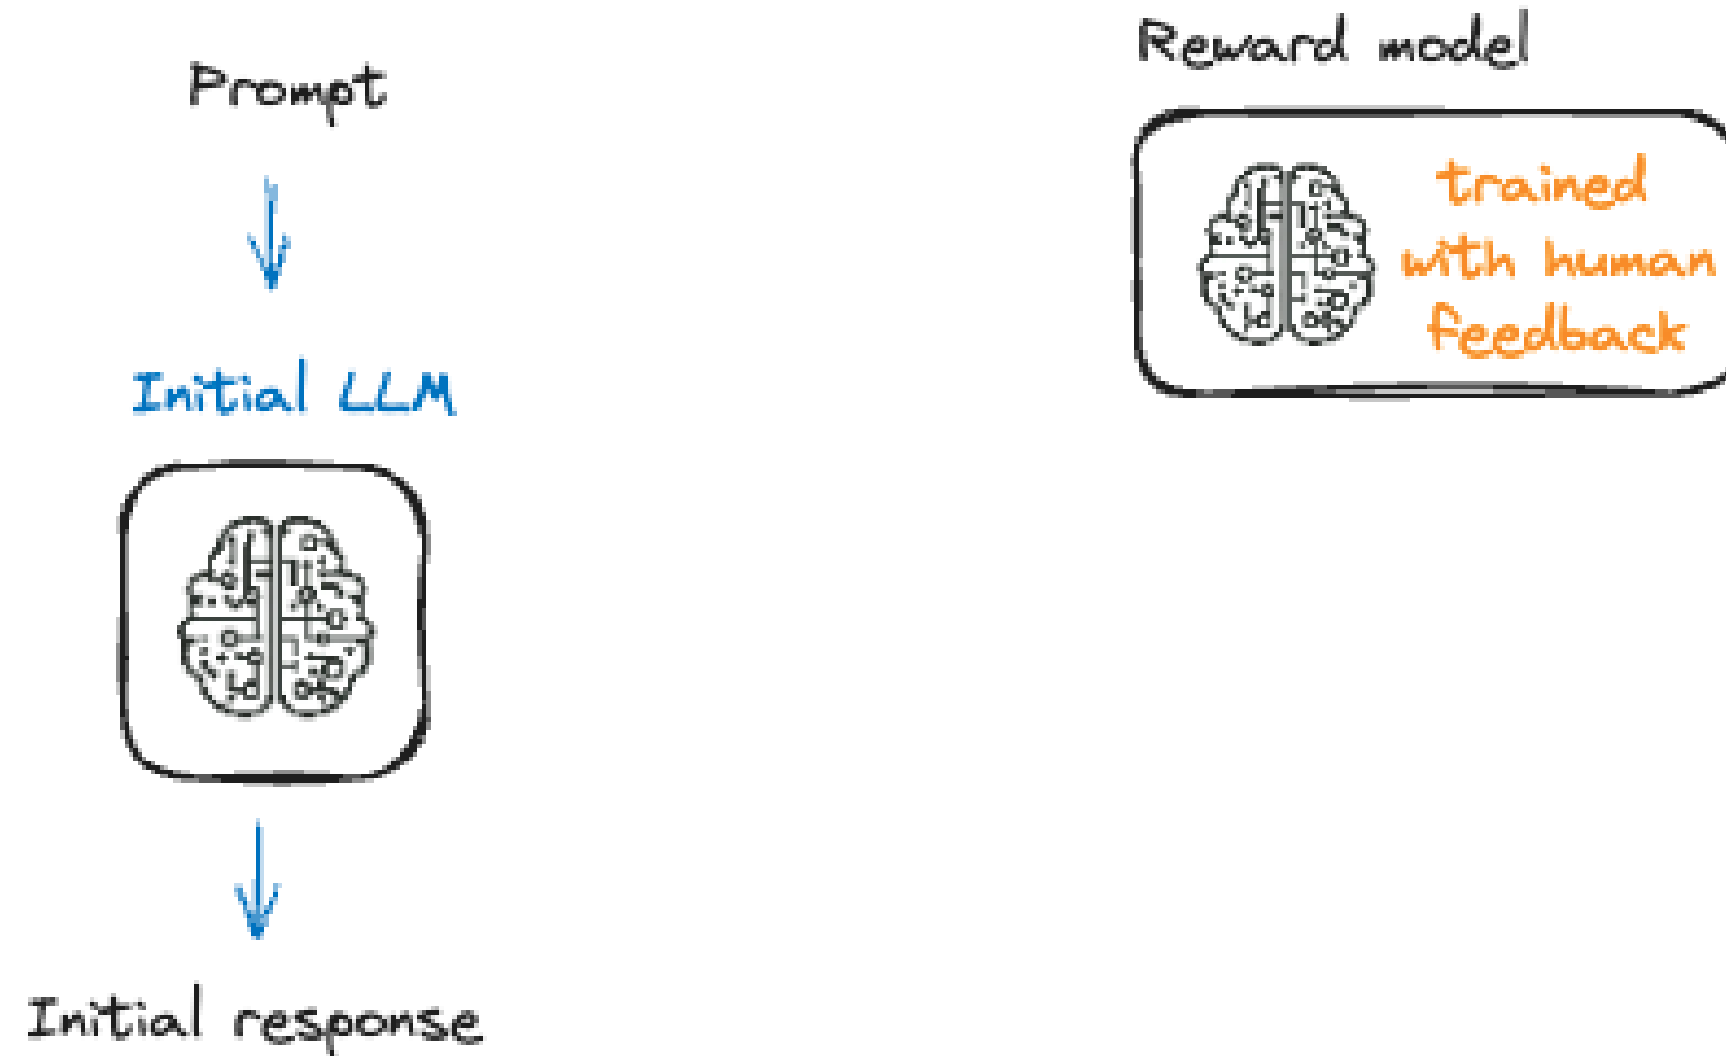 Prompt
Initial LLM
Initial response
Reward model
trained
with human
feedback